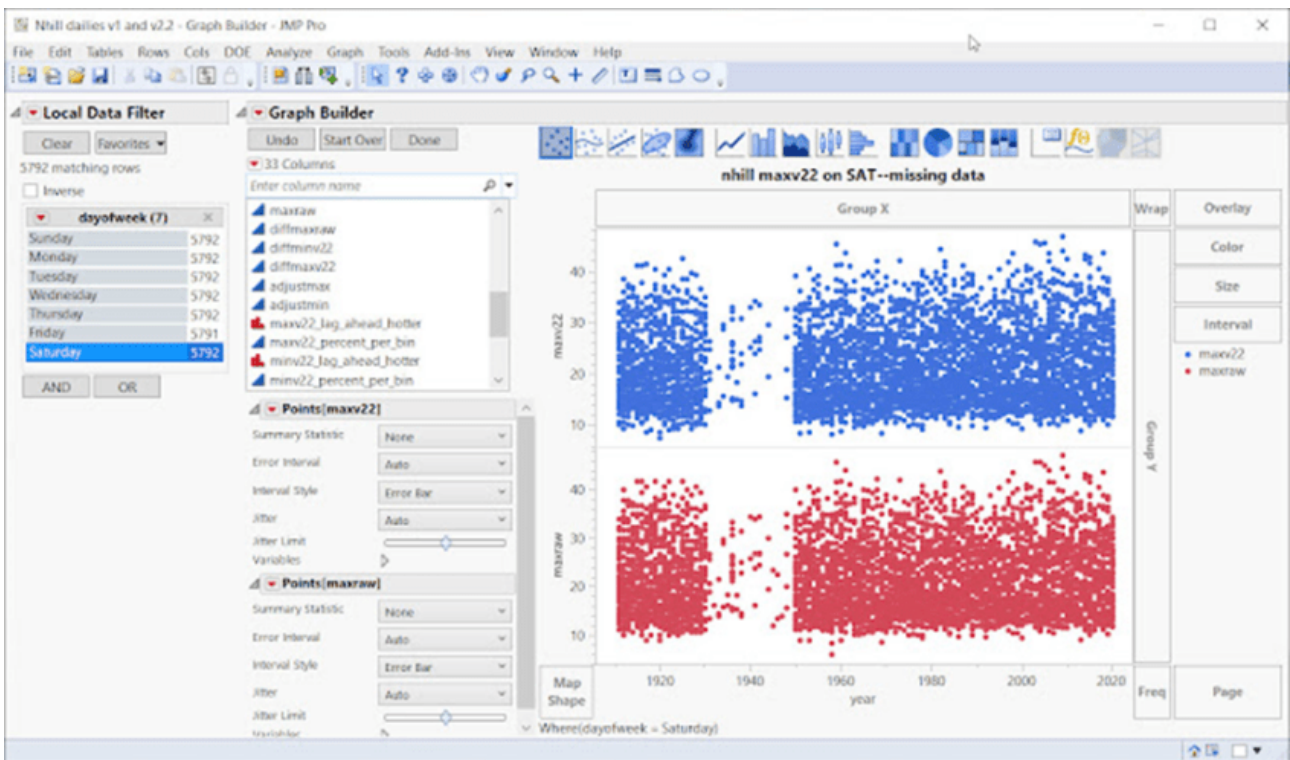 Nhill dailies v1 and v2.2 - Graph Builder - JMP Pro
File Edit Tables Rows Cols DOE Analyze Graph Tools Add-Ins View Window Help
Local Data Filter
Clear Favorites
5792 matching rows
Inverse
dayofweek (7)
Sunday 5792
Monday 5792
Tuesday 5792
Wednesday 5792
Thursday 5792
Friday 5791
Saturday 5792
AND OR
Graph Builder
Undo Start Over Done
33 Columns
Enter column name
maxraw
diffmaxraw
diffminv22
diffmaxv22
adjustmax
adjustmin
maxv22_lag_ahead_hotter
maxv22_percent_per_bin
minv22_lag_ahead_hotter
minv22_percent_per_bin
Points[maxv22]
Summary Statistic None
Error Interval Auto
Interval Style Error Bar
Jitter Auto
Jitter Limit
Variables
Points[maxraw]
Summary Statistic None
Error Interval Auto
Interval Style Error Bar
Jitter Auto
Jitter Limit
Variables
nhill maxv22 on SAT--missing data
Group X
Wrap
Overlay
Color
Size
Interval
maxv22
maxraw
maxv22
40
30
20
10
maxraw
40
30
20
10
Group Y
Map
Shape
1920 1940 1960 1980 2000 2020
year
Freq
Page
Where(dayofweek = Saturday)